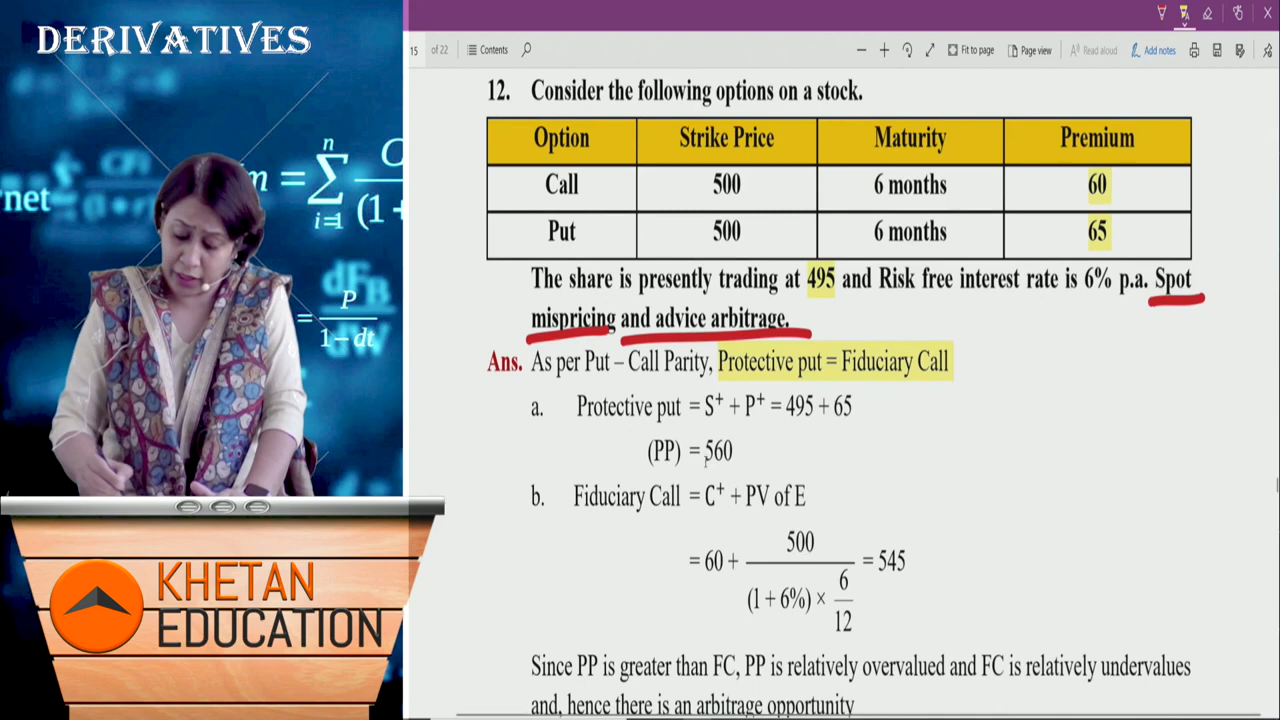 DERIVATIVES
15 of 22 Contents Fit to page Page view Read aloud Add notes
12. Consider the following options on a stock.
Option Strike Price Maturity Premium
Call 500 6 months 60
Put 500 6 months 65
The share is presently trading at 495 and Risk free interest rate is 6% p.a. Spot
mispricing and advice arbitrage.
Ans. As per Put – Call Parity, Protective put = Fiduciary Call
a. Protective put = S⁺ + P⁺ = 495 + 65
(PP) = 560
b. Fiduciary Call = C⁺ + PV of E
= 60 + 500 / (1 + 6%) × 6/12 = 545
Since PP is greater than FC, PP is relatively overvalued and FC is relatively undervalues
and, hence there is an arbitrage opportunity
KHETAN
EDUCATION
net
m = n Σ i=1
P
= 1 - dt
dF_B
dW